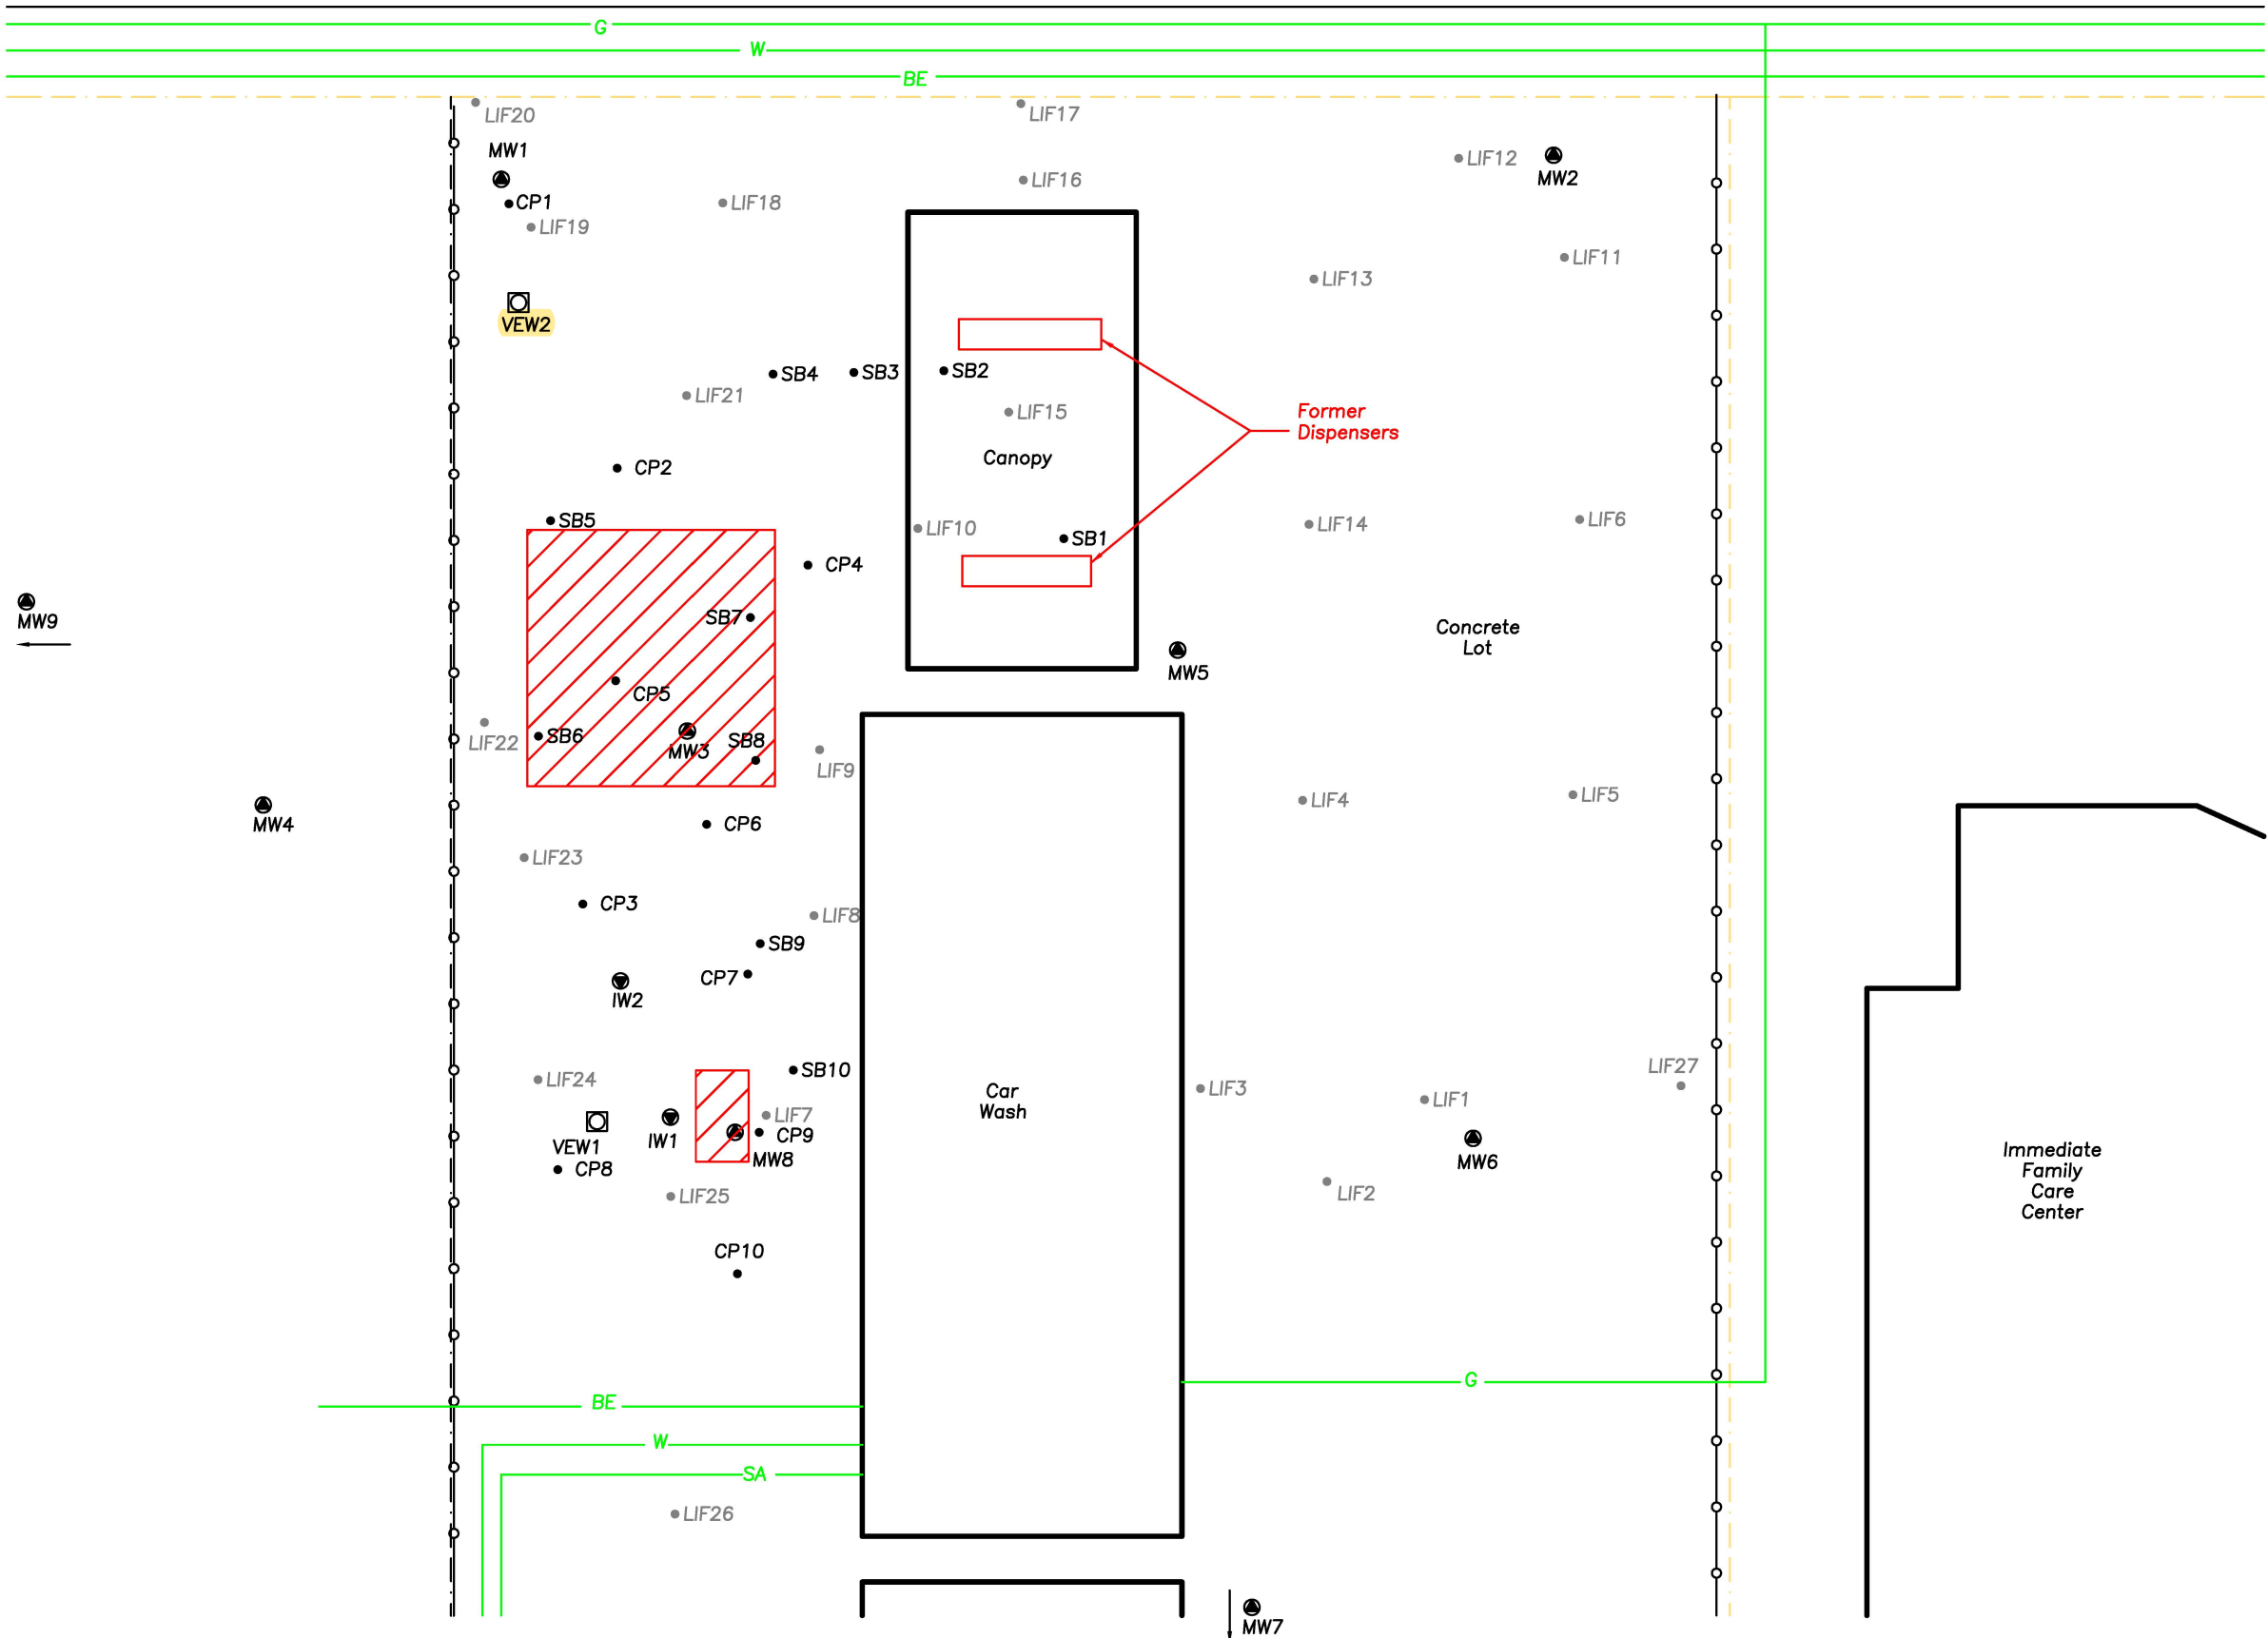 G
W
BE
LIF20
LIF17
MW1
LIF16
LIF12
MW2
CP1
LIF18
LIF19
LIF11
LIF13
VEW2
SB4
SB3
SB2
LIF21
LIF15
Former
Dispensers
Canopy
CP2
SB5
LIF10
LIF14
LIF6
SB1
CP4
SB7
MW9
Concrete
Lot
MW5
CP5
SB6
LIF22
MW3
SB8
LIF9
LIF4
LIF5
MW4
CP6
LIF23
CP3
LIF8
SB9
CP7
IW2
SB10
LIF24
LIF27
Car
Wash
LIF3
LIF1
LIF7
CP9
VEW1
IW1
MW8
CP8
MW6
Immediate
Family
Care
Center
LIF25
LIF2
CP10
G
BE
W
SA
LIF26
MW7